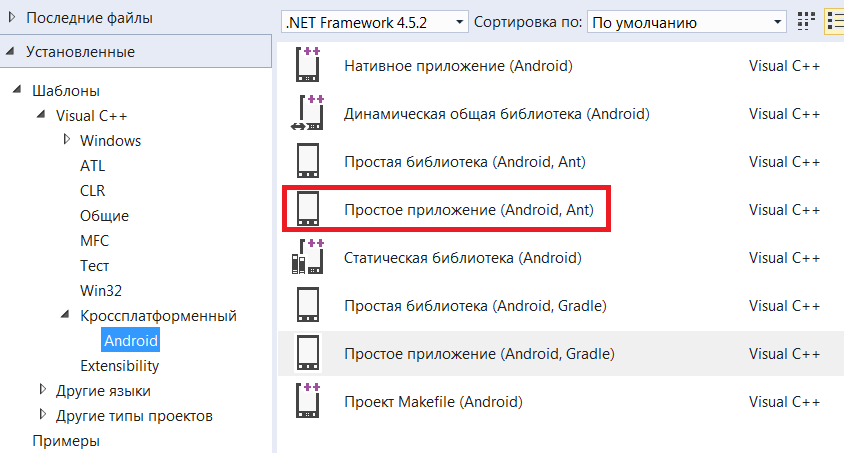 Последние файлы
Установленные
Шаблоны
Visual C++
Windows
ATL
CLR
Общие
MFC
Тест
Win32
Кроссплатформенный
Android
Extensibility
Другие языки
Другие типы проектов
Примеры
.NET Framework 4.5.2 Сортировка по: По умолчанию
Нативное приложение (Android) Visual C++
Динамическая общая библиотека (Android) Visual C++
Простая библиотека (Android, Ant) Visual C++
Простое приложение (Android, Ant) Visual C++
Статическая библиотека (Android) Visual C++
Простая библиотека (Android, Gradle) Visual C++
Простое приложение (Android, Gradle) Visual C++
Проект Makefile (Android) Visual C++